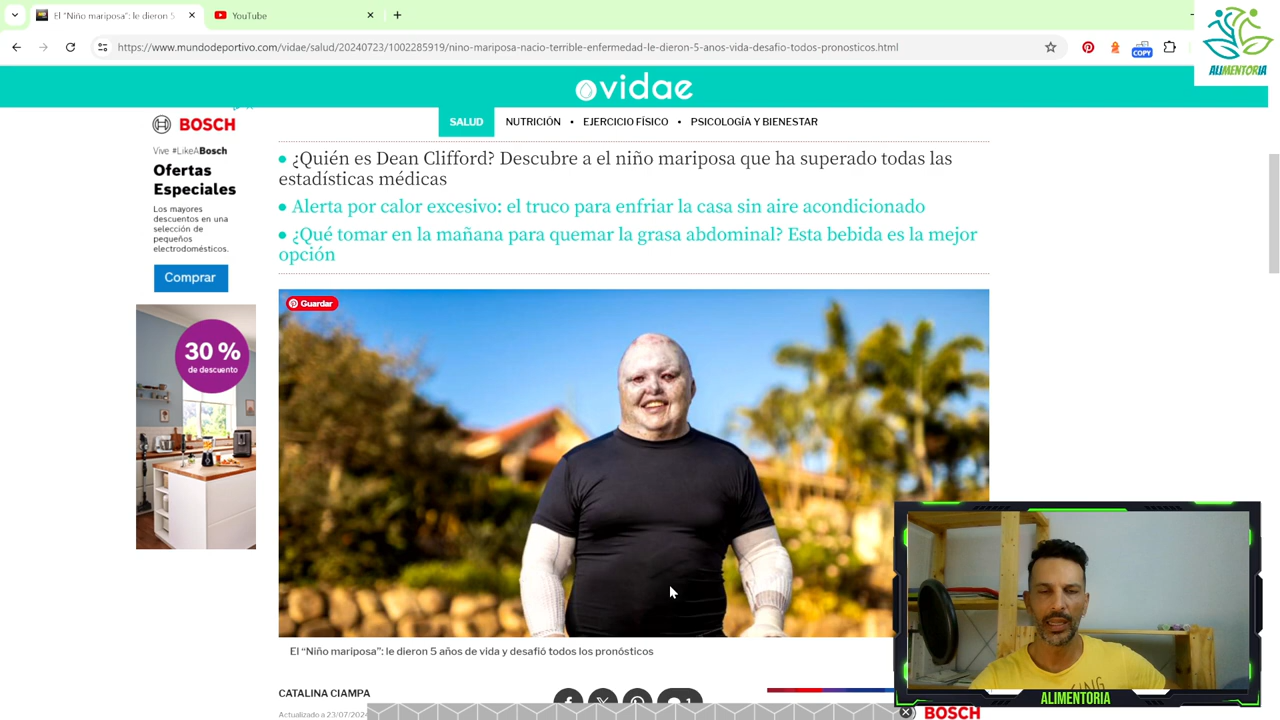 El "Niño mariposa": le dieron 5
YouTube
https://www.mundodeportivo.com/vidae/salud/20240723/1002285919/nino-mariposa-nacio-terrible-enfermedad-le-dieron-5-anos-vida-desafio-todos-pronosticos.html
COPY
ALIMENTORIA
vidae
SALUD
NUTRICIÓN • EJERCICIO FÍSICO • PSICOLOGÍA Y BIENESTAR
BOSCH
Vive #LikeABosch
Ofertas
Especiales
Los mayores
descuentos en una
selección de
pequeños
electrodomésticos.
Comprar
30 %
de descuento
• ¿Quién es Dean Clifford? Descubre a el niño mariposa que ha superado todas las
estadísticas médicas
• Alerta por calor excesivo: el truco para enfriar la casa sin aire acondicionado
• ¿Qué tomar en la mañana para quemar la grasa abdominal? Esta bebida es la mejor
opción
Guardar
El “Niño mariposa”: le dieron 5 años de vida y desafió todos los pronósticos
CATALINA CIAMPA
1
Actualizado a 23/07/2024
ALIMENTORIA
BOSCH